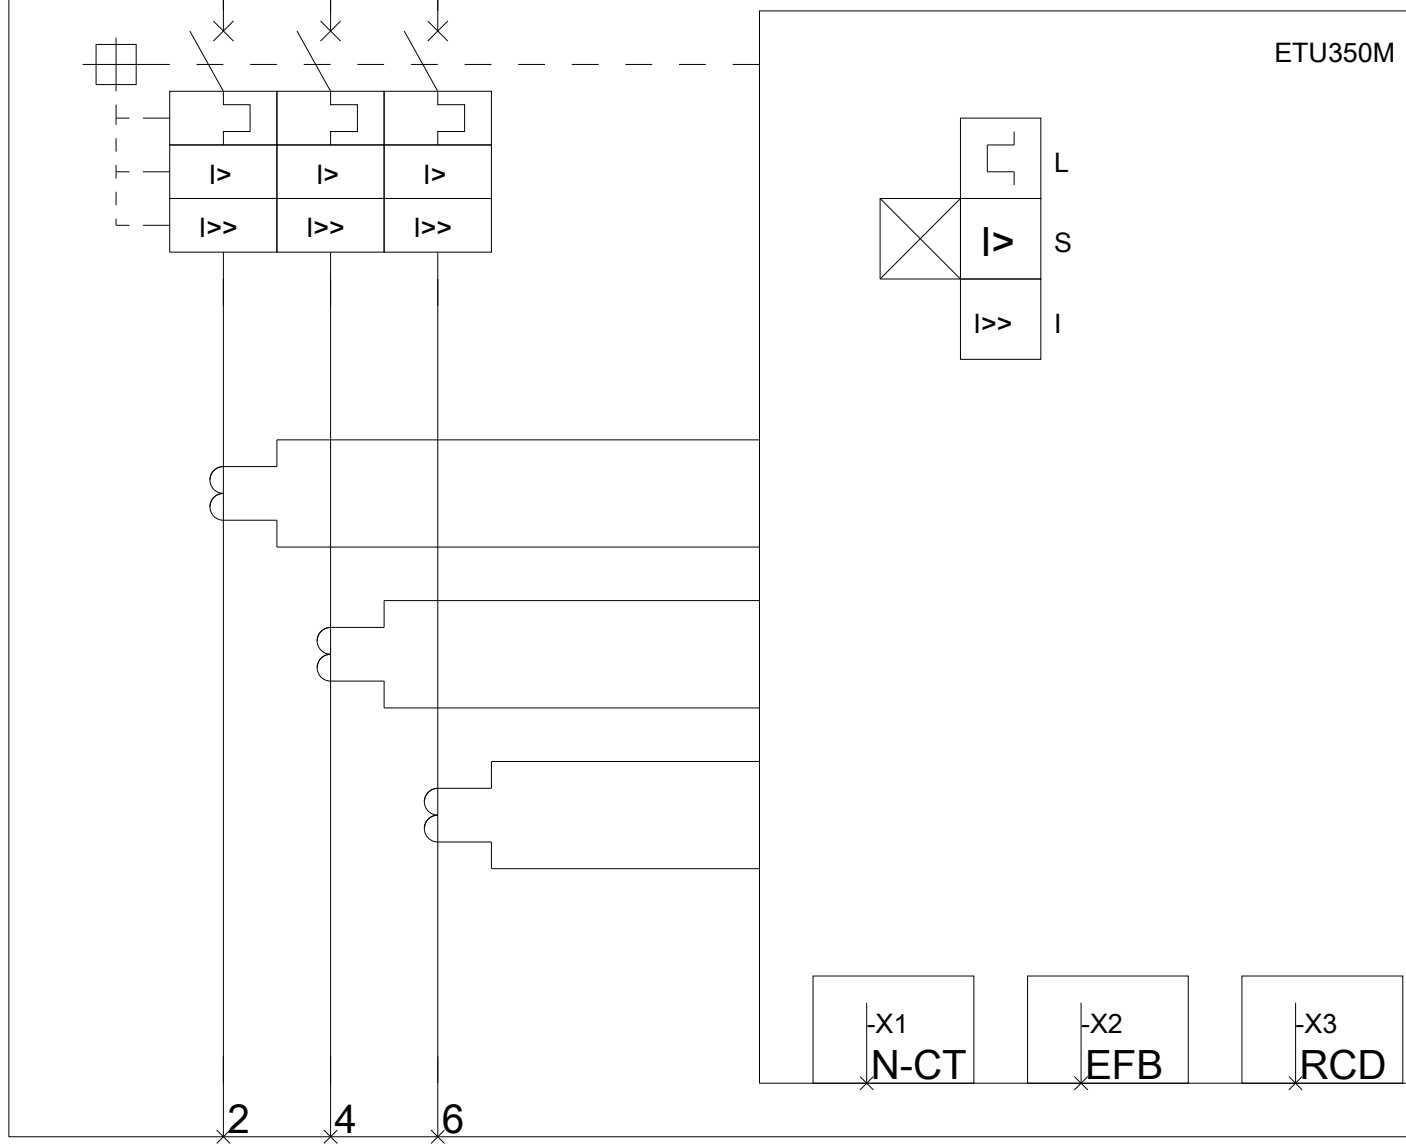 ETU350M
L
I> I> I>
I> S
I>> I>> I>>
I>> I
-X1 -X2 -X3
N-CT EFB RCD
2 4 6